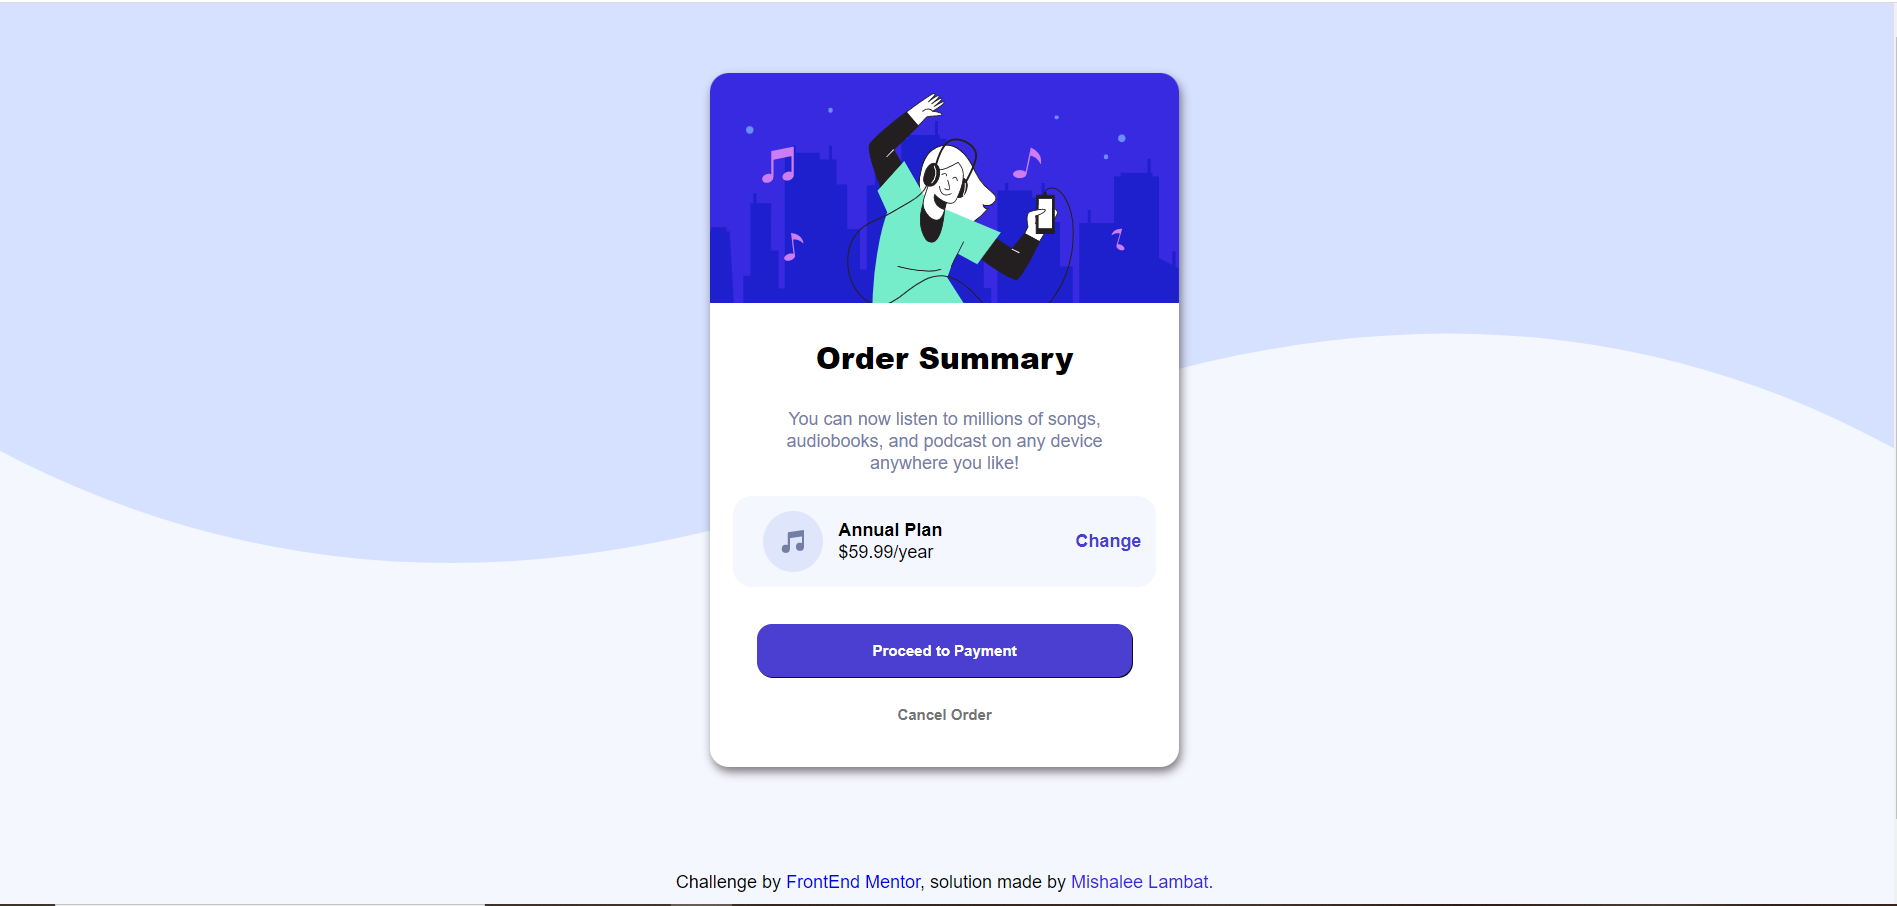 Order Summary
You can now listen to millions of songs,
audiobooks, and podcast on any device
anywhere you like!
Annual Plan
$59.99/year
Change
Proceed to Payment
Cancel Order
Challenge by FrontEnd Mentor, solution made by Mishalee Lambat.